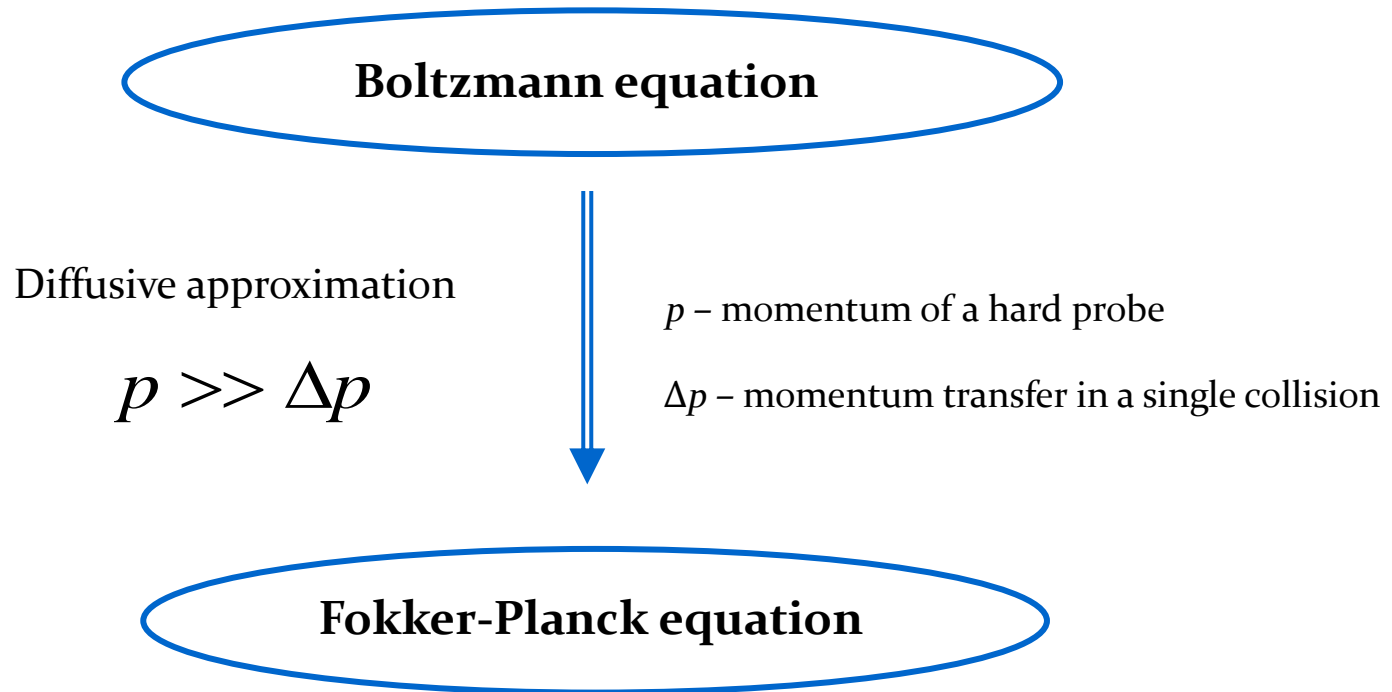 Boltzmann equation
Diffusive approximation
p >> Δp
p – momentum of a hard probe
Δp – momentum transfer in a single collision
Fokker-Planck equation